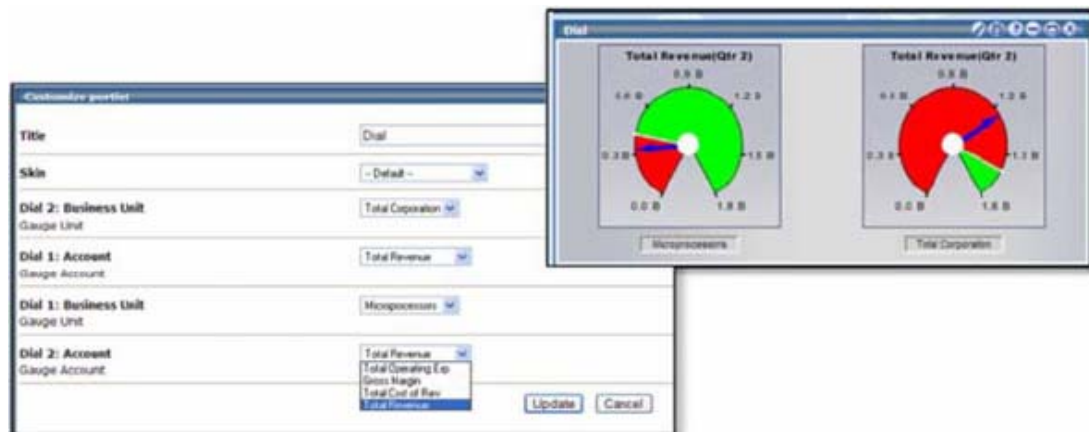 Customize portlet
Title
Dial
Skin
-- Default --
Dial 2: Business Unit
Total Corporation
Gauge Unit
Dial 1: Account
Total Revenue
Gauge Account
Dial 1: Business Unit
Microprocessors
Gauge Unit
Dial 2: Account
Total Revenue
Gauge Account
Total Operating Exp
Gross Margin
Total Cost of Rev
Total Revenue
Update
Cancel
Dial
Total Revenue(Qtr 2)
0.9 B
1.2 B
0.3 B
1.5 B
0.0 B
1.8 B
Microprocessors
Total Revenue(Qtr 2)
0.9 B
0.3 B
0.0 B
1.8 B
Total Corporation